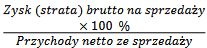 Zysk (strata) brutto na sprzedaży
× 100 %
Przychody netto ze sprzedaży